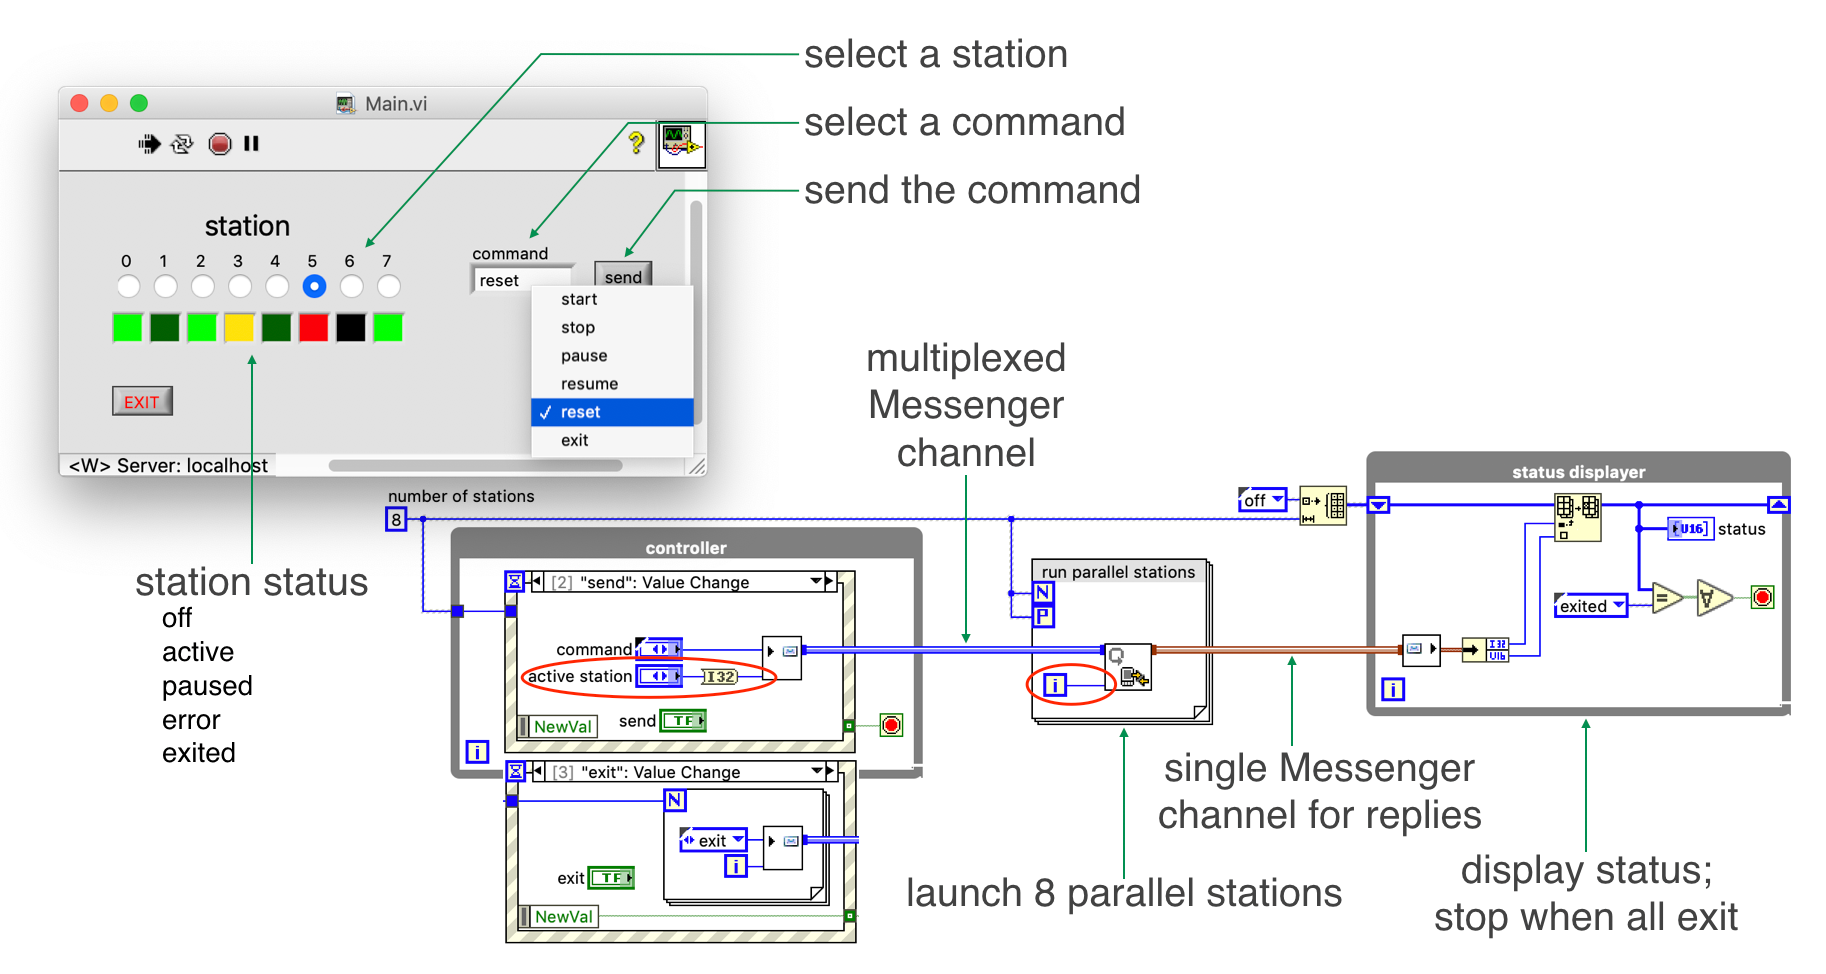 select a station
select a command
send the command
Main.vi
?
station
0 1 2 3 4 5 6 7
command
reset
send
start
stop
pause
resume
✓ reset
exit
EXIT
<W> Server: localhost
station status
off
active
paused
error
exited
multiplexed
Messenger
channel
number of stations
8
controller
[2] "send": Value Change
command
active station
I32
send
TF
NewVal
i
[3] "exit": Value Change
N
exit
i
exit
TF
NewVal
run parallel stations
N
P
i
launch 8 parallel stations
off
status displayer
[U16]
status
exited
=
∀
I32
U16
i
single Messenger
channel for replies
display status;
stop when all exit